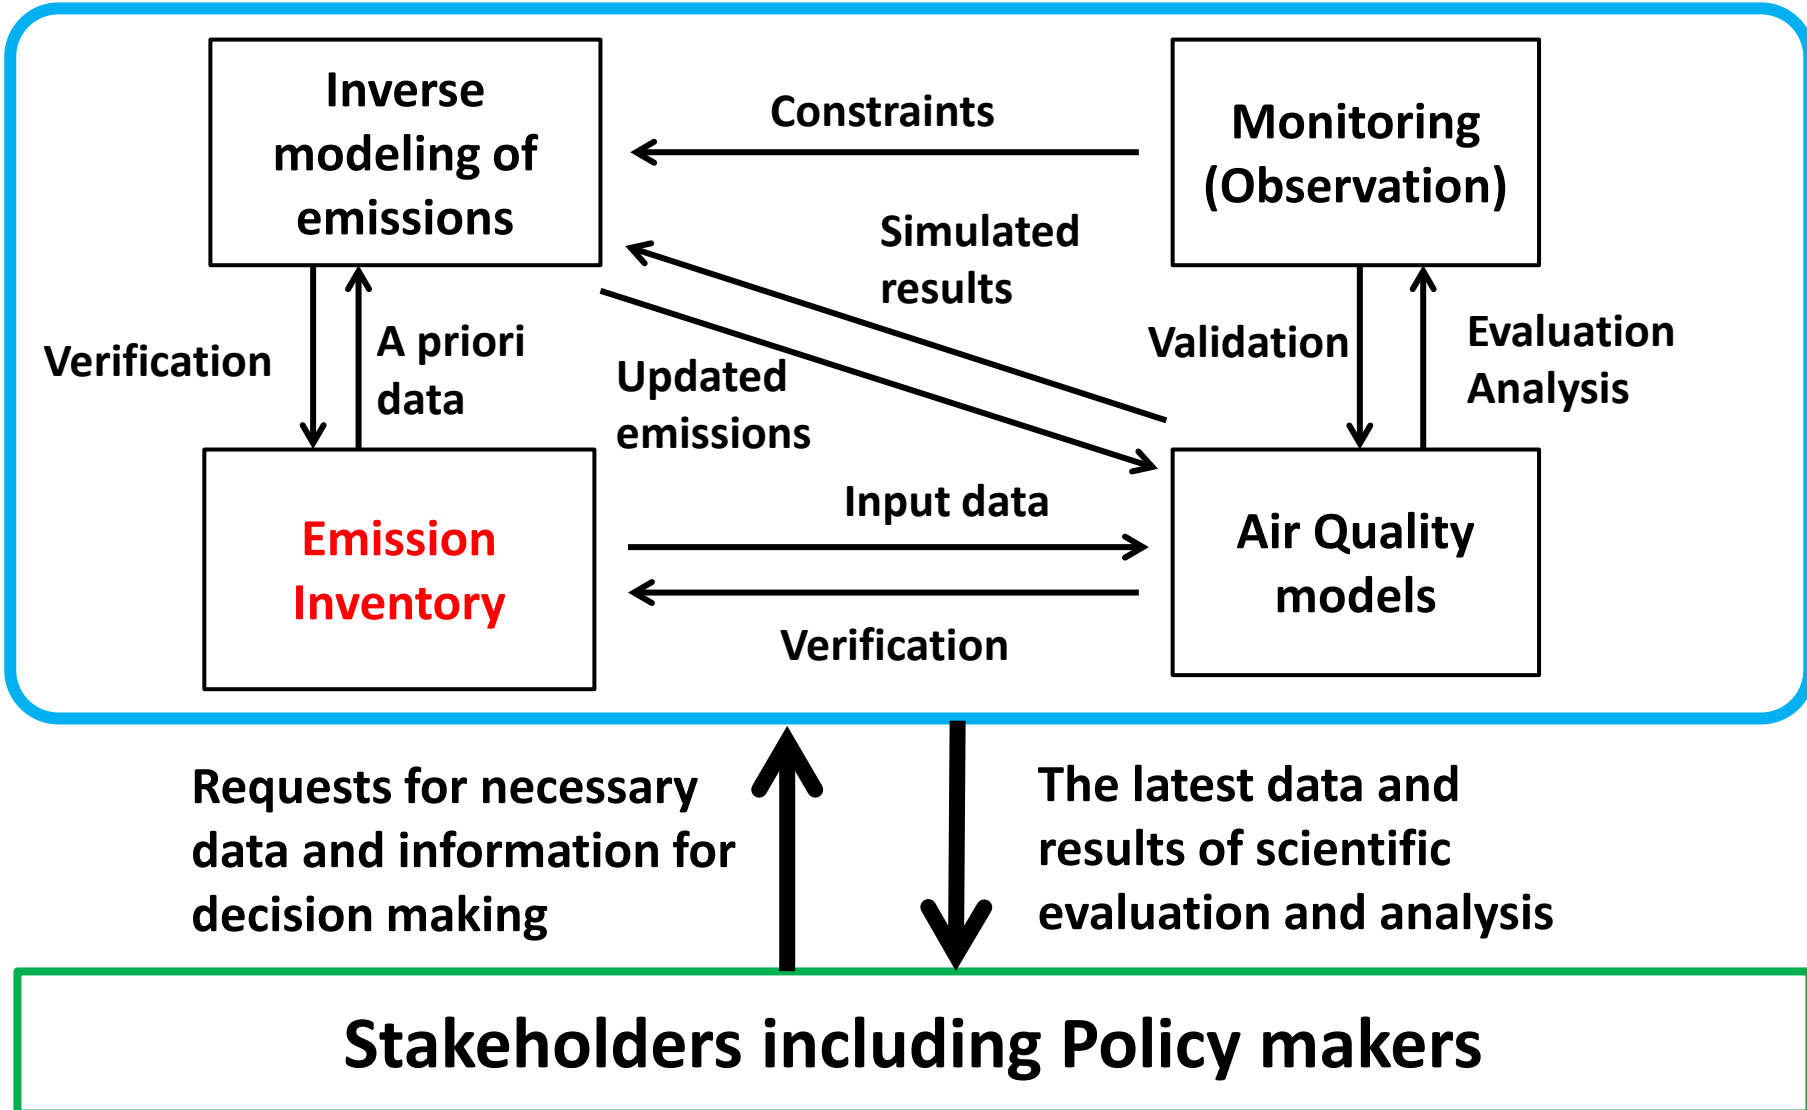 Inverse
modeling of
emissions
Constraints
Monitoring
(Observation)
Simulated
results
Verification
A priori
data
Updated
emissions
Validation
Evaluation
Analysis
Emission
Inventory
Input data
Verification
Air Quality
models
Requests for necessary
data and information for
decision making
The latest data and
results of scientific
evaluation and analysis
Stakeholders including Policy makers